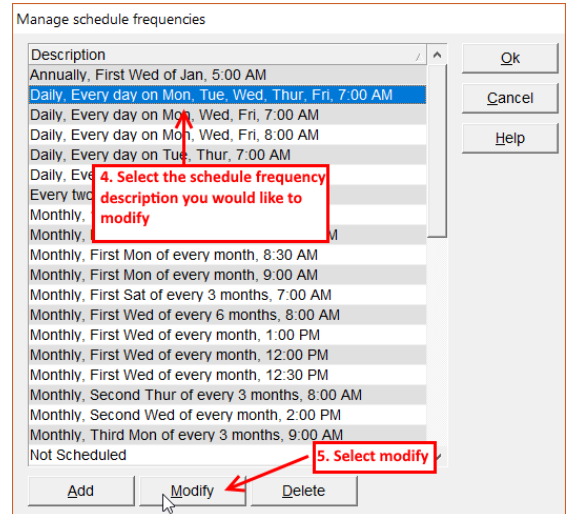 Manage schedule frequencies
Description
Annually, First Wed of Jan, 5:00 AM
Daily, Every day on Mon, Tue, Wed, Thur, Fri, 7:00 AM
Daily, Every day on Mon, Wed, Fri, 7:00 AM
Daily, Every day on Mon, Wed, Fri, 8:00 AM
Daily, Every day on Tue, Thur, 7:00 AM
Daily,
Every
Monthly,
Monthly,
Monthly, First Mon of every month, 8:30 AM
Monthly, First Mon of every month, 9:00 AM
Monthly, First Sat of every 3 months, 7:00 AM
Monthly, First Wed of every 6 months, 8:00 AM
Monthly, First Wed of every month, 1:00 PM
Monthly, First Wed of every month, 12:00 PM
Monthly, First Wed of every month, 12:30 PM
Monthly, Second Thur of every 3 months, 8:00 AM
Monthly, Second Wed of every month, 2:00 PM
Monthly, Third Mon of every 3 months, 9:00 AM
Not Scheduled
4. Select the schedule frequency
description you would like to
modify
5. Select modify
Ok
Cancel
Help
Add
Modify
Delete